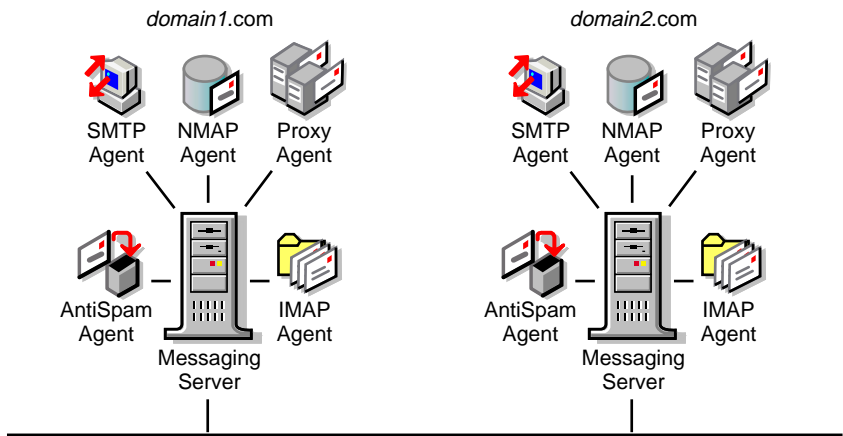 domain1.com
domain2.com
SMTP
Agent
NMAP
Agent
Proxy
Agent
SMTP
Agent
NMAP
Agent
Proxy
Agent
AntiSpam
Agent
IMAP
Agent
AntiSpam
Agent
IMAP
Agent
Messaging
Server
Messaging
Server